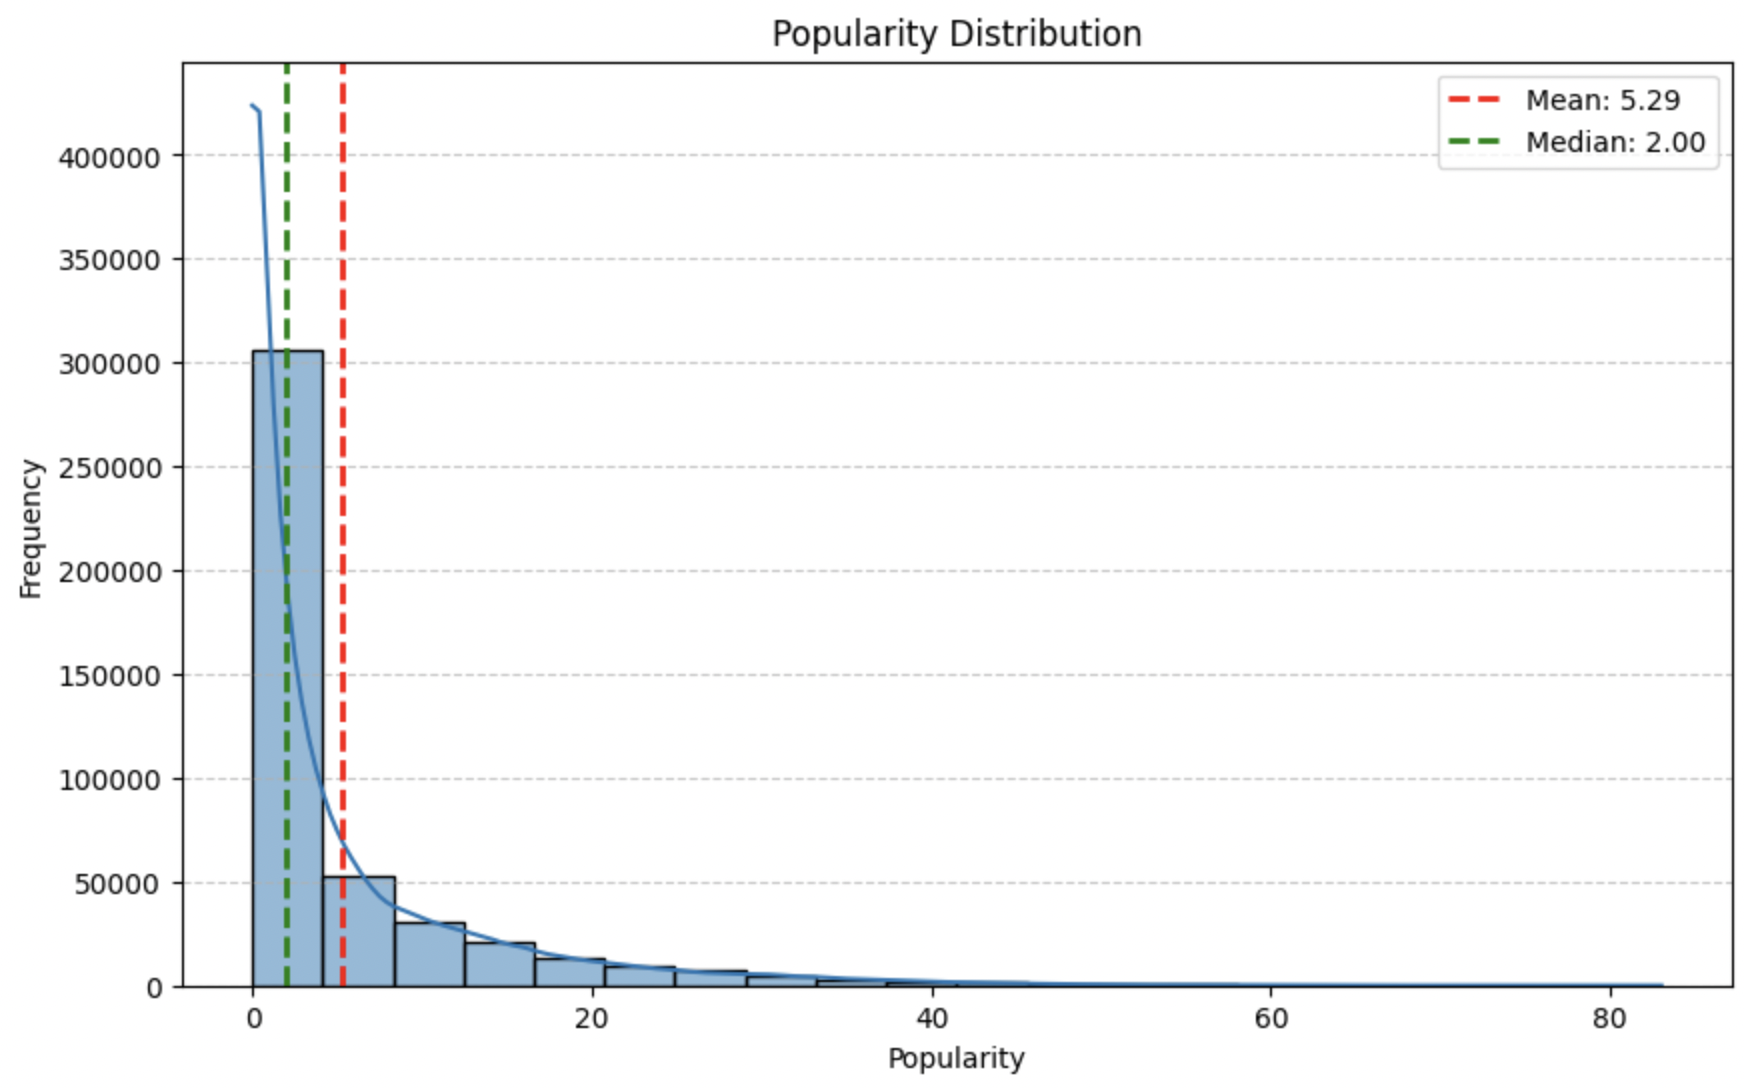 Popularity Distribution
Mean: 5.29
Median: 2.00
400000
350000
300000
250000
200000
150000
100000
50000
0
Frequency
0 20 40 60 80
Popularity